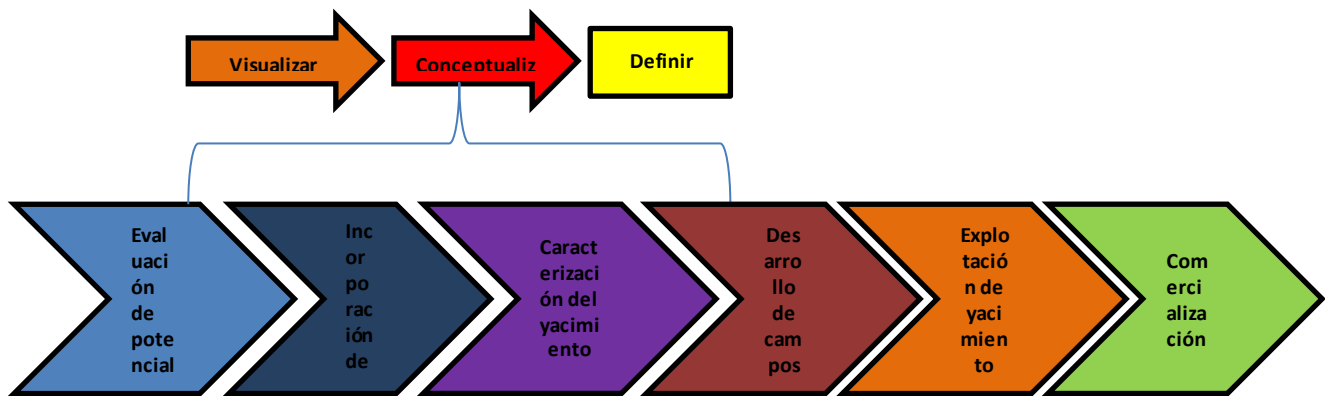 Visualizar
Conceptualiz
Definir
Eval
uaci
ón
de
pote
ncial
Inc
or
po
rac
ión
de
Caract
erizaci
ón del
yacimi
ento
Des
arro
llo
de
cam
pos
Explo
tació
n de
yaci
mien
to
Com
erci
aliza
ción